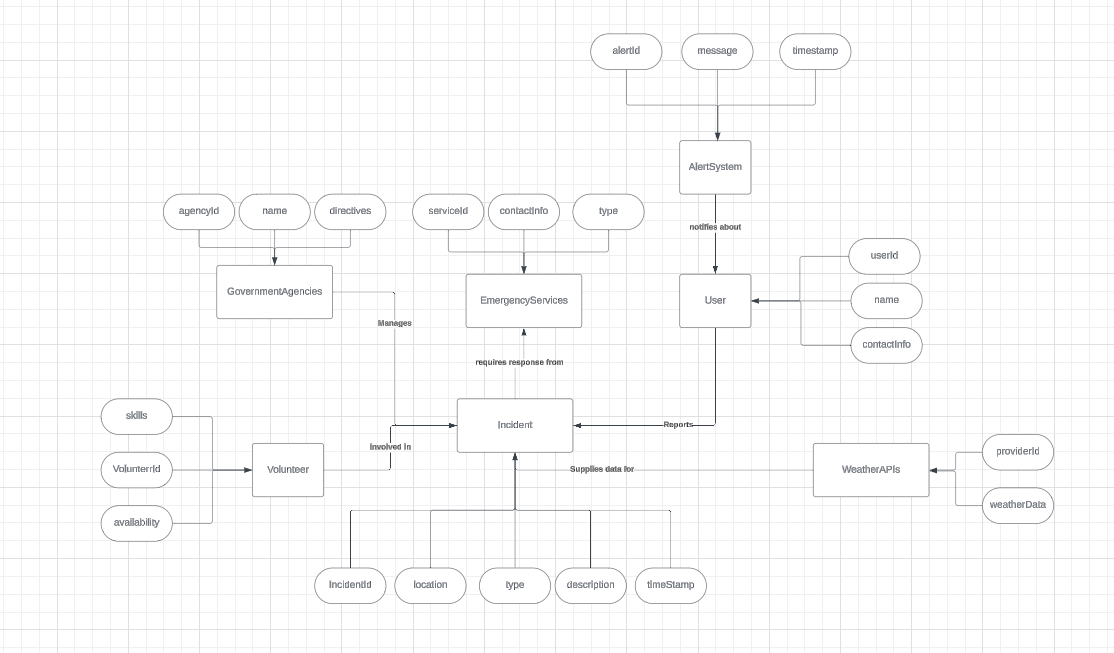 alertId
message
timestamp
AlertSystem
agencyId
name
directives
serviceId
contactInfo
type
notifies about
userId
GovernmentAgencies
EmergencyServices
User
name
Manages
contactInfo
requires response from
skills
Incident
Reports
Involved In
VolunterrId
Volunteer
Supplies data for
WeatherAPIs
providerId
weatherData
availability
IncidentId
location
type
description
timeStamp